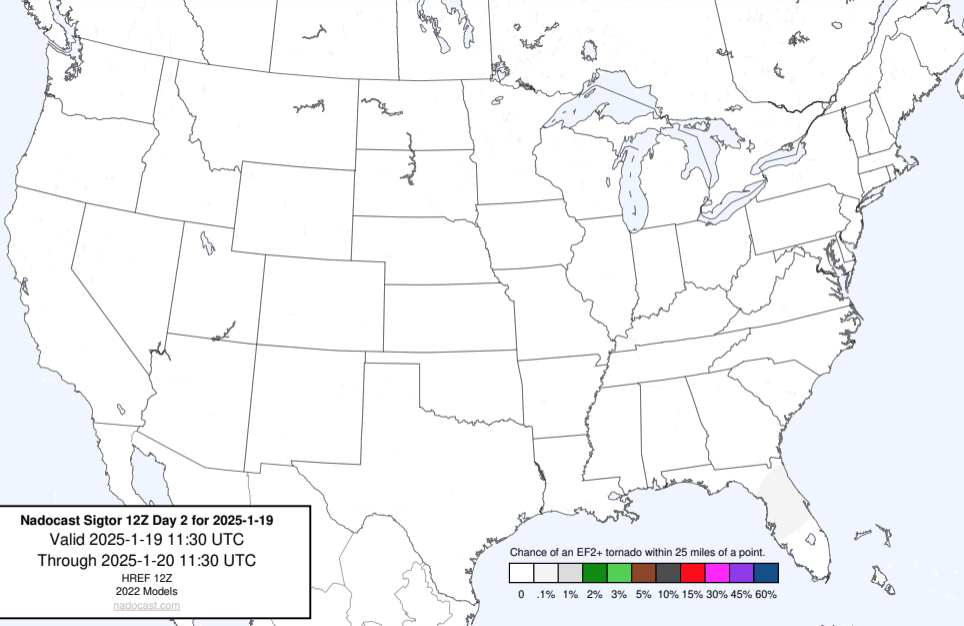 Nadocast Sigtor 12Z Day 2 for 2025-1-19
Valid 2025-1-19 11:30 UTC
Through 2025-1-20 11:30 UTC
HREF 12Z
2022 Models
nadocast.com
Chance of an EF2+ tornado within 25 miles of a point.
0 .1% 1% 2% 3% 5% 10% 15% 30% 45% 60%